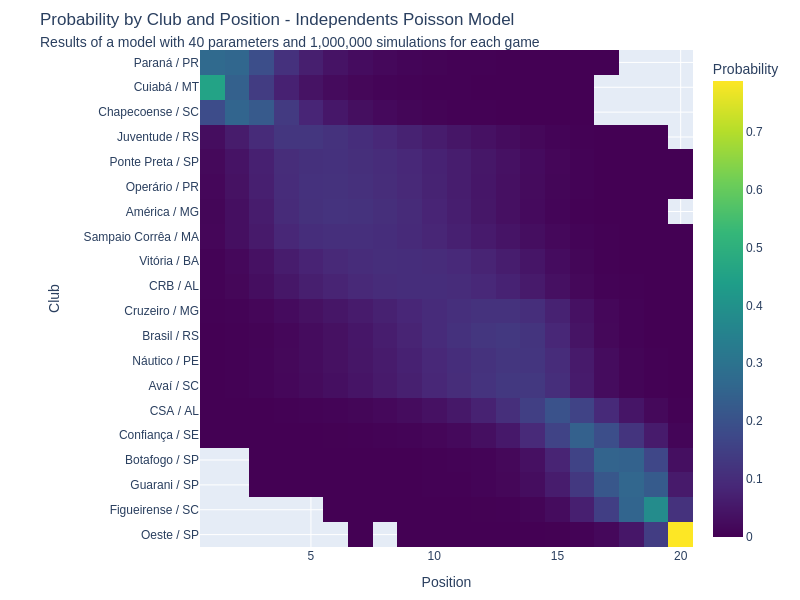 Probability by Club and Position - Independents Poisson Model
Results of a model with 40 parameters and 1,000,000 simulations for each game
Probability
Club
Paraná / PR
Cuiabá / MT
Chapecoense / SC
Juventude / RS
Ponte Preta / SP
Operário / PR
América / MG
Sampaio Corrêa / MA
Vitória / BA
CRB / AL
Cruzeiro / MG
Brasil / RS
Náutico / PE
Avaí / SC
CSA / AL
Confiança / SE
Botafogo / SP
Guarani / SP
Figueirense / SC
Oeste / SP
0.7
0.6
0.5
0.4
0.3
0.2
0.1
0
5 10 15 20
Position